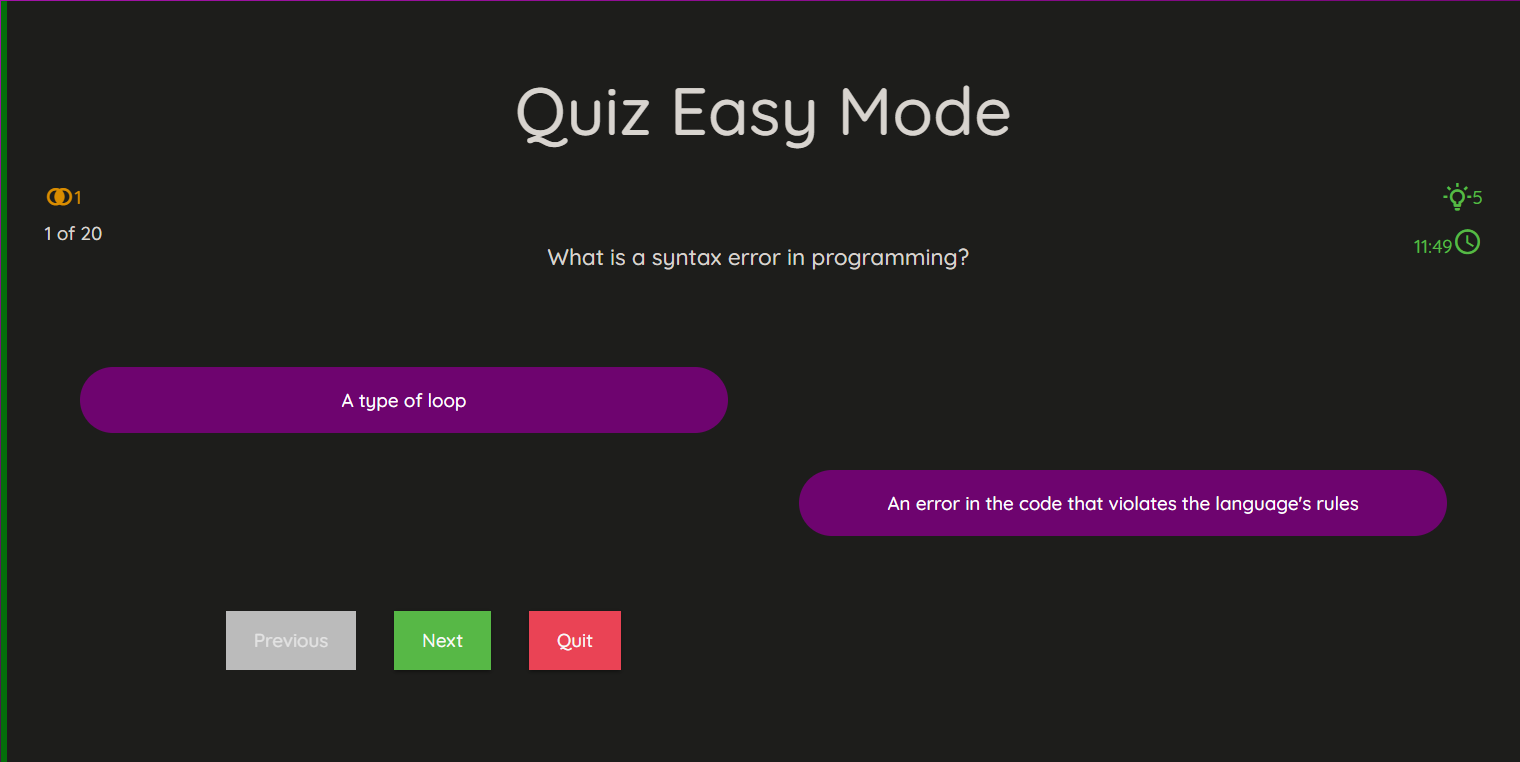 Quiz Easy Mode
1
5
1 of 20
11:49
What is a syntax error in programming?
A type of loop
An error in the code that violates the language's rules
Previous
Next
Quit